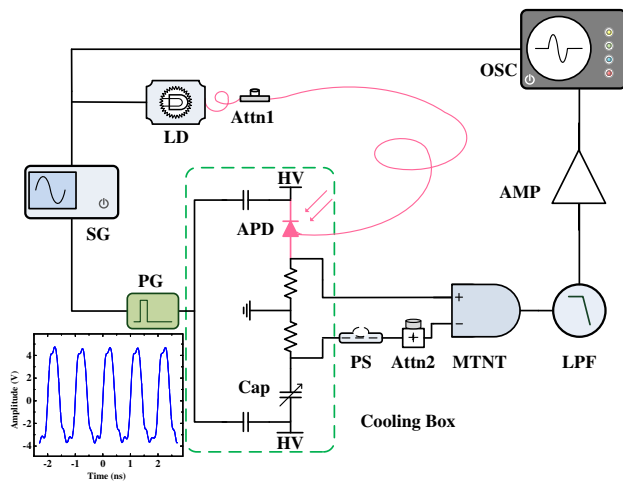 OSC
LD
Attn1
HV
APD
AMP
SG
PG
+
−
PS
Attn2
MTNT
LPF
Cap
HV
Cooling Box
Amplitude (V)
4
2
0
-2
-4
-2 -1 0 1 2
Time (ns)